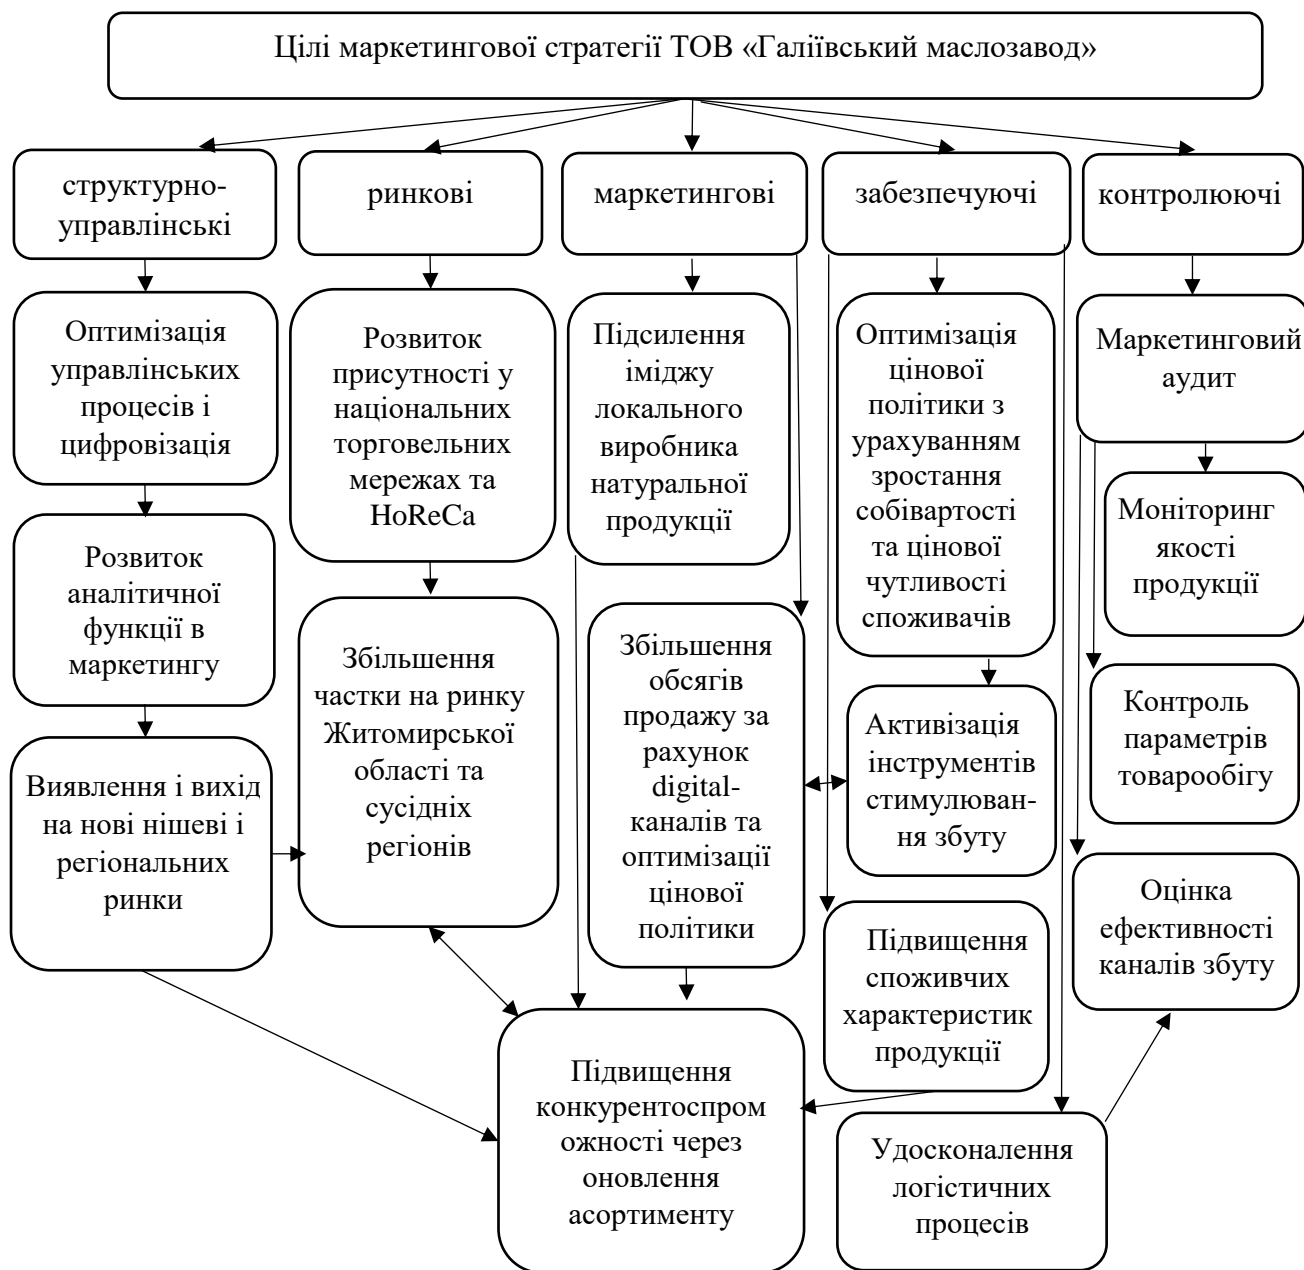 Цілі маркетингової стратегії ТОВ «Галіївський маслозавод»
структурно-
управлінські
ринкові
маркетингові
забезпечуючі
контролюючі
Оптимізація
управлінських
процесів і
цифровізація
Розвиток
присутності у
національних
торговельних
мережах та
HoReCa
Підсилення
іміджу
локального
виробника
натуральної
продукції
Оптимізація
цінової
політики з
урахуванням
зростання
собівартості
та цінової
чутливості
споживачів
Маркетинговий
аудит
Моніторинг
якості
продукції
Розвиток
аналітичної
функції в
маркетингу
Збільшення
частки на ринку
Житомирської
області та
сусідніх
регіонів
Збільшення
обсягів
продажу за
рахунок
digital-
каналів та
оптимізації
цінової
політики
Активізація
інструментів
стимулюван-
ня збуту
Контроль
параметрів
товарообігу
Виявлення і вихід
на нові нішеві і
регіональних
ринки
Оцінка
ефективності
каналів збуту
Підвищення
споживчих
характеристик
продукції
Підвищення
конкурентоспром
ожності через
оновлення
асортименту
Удосконалення
логістичних
процесів